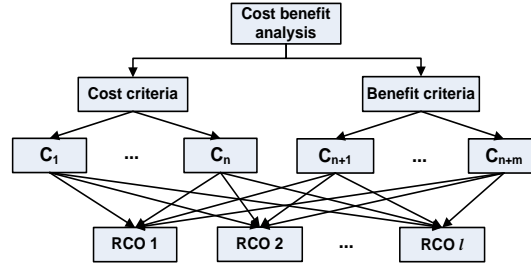 Cost benefit
analysis
Cost criteria
Benefit criteria
C1
...
Cn
Cn+1
...
Cn+m
RCO 1
RCO 2
...
RCO l